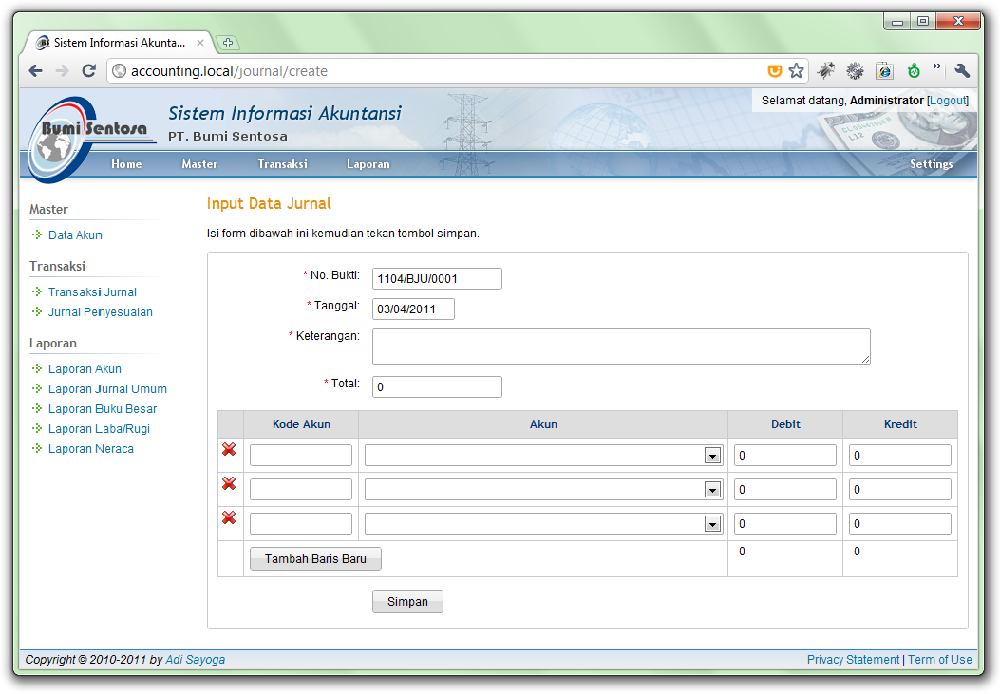 Sistem Informasi Akunta...
accounting.local/journal/create
Selamat datang, Administrator [Logout]
Bumi Sentosa
Sistem Informasi Akuntansi
PT. Bumi Sentosa
Home Master Transaksi Laporan Settings
Master
Data Akun
Transaksi
Transaksi Jurnal
Jurnal Penyesuaian
Laporan
Laporan Akun
Laporan Jurnal Umum
Laporan Buku Besar
Laporan Laba/Rugi
Laporan Neraca
Input Data Jurnal
Isi form dibawah ini kemudian tekan tombol simpan.
* No. Bukti: 1104/BJU/0001
* Tanggal: 03/04/2011
* Keterangan:
* Total: 0
Kode Akun Akun Debit Kredit
0 0
0 0
0 0
Tambah Baris Baru 0 0
Simpan
Copyright © 2010-2011 by Adi Sayoga
Privacy Statement | Term of Use